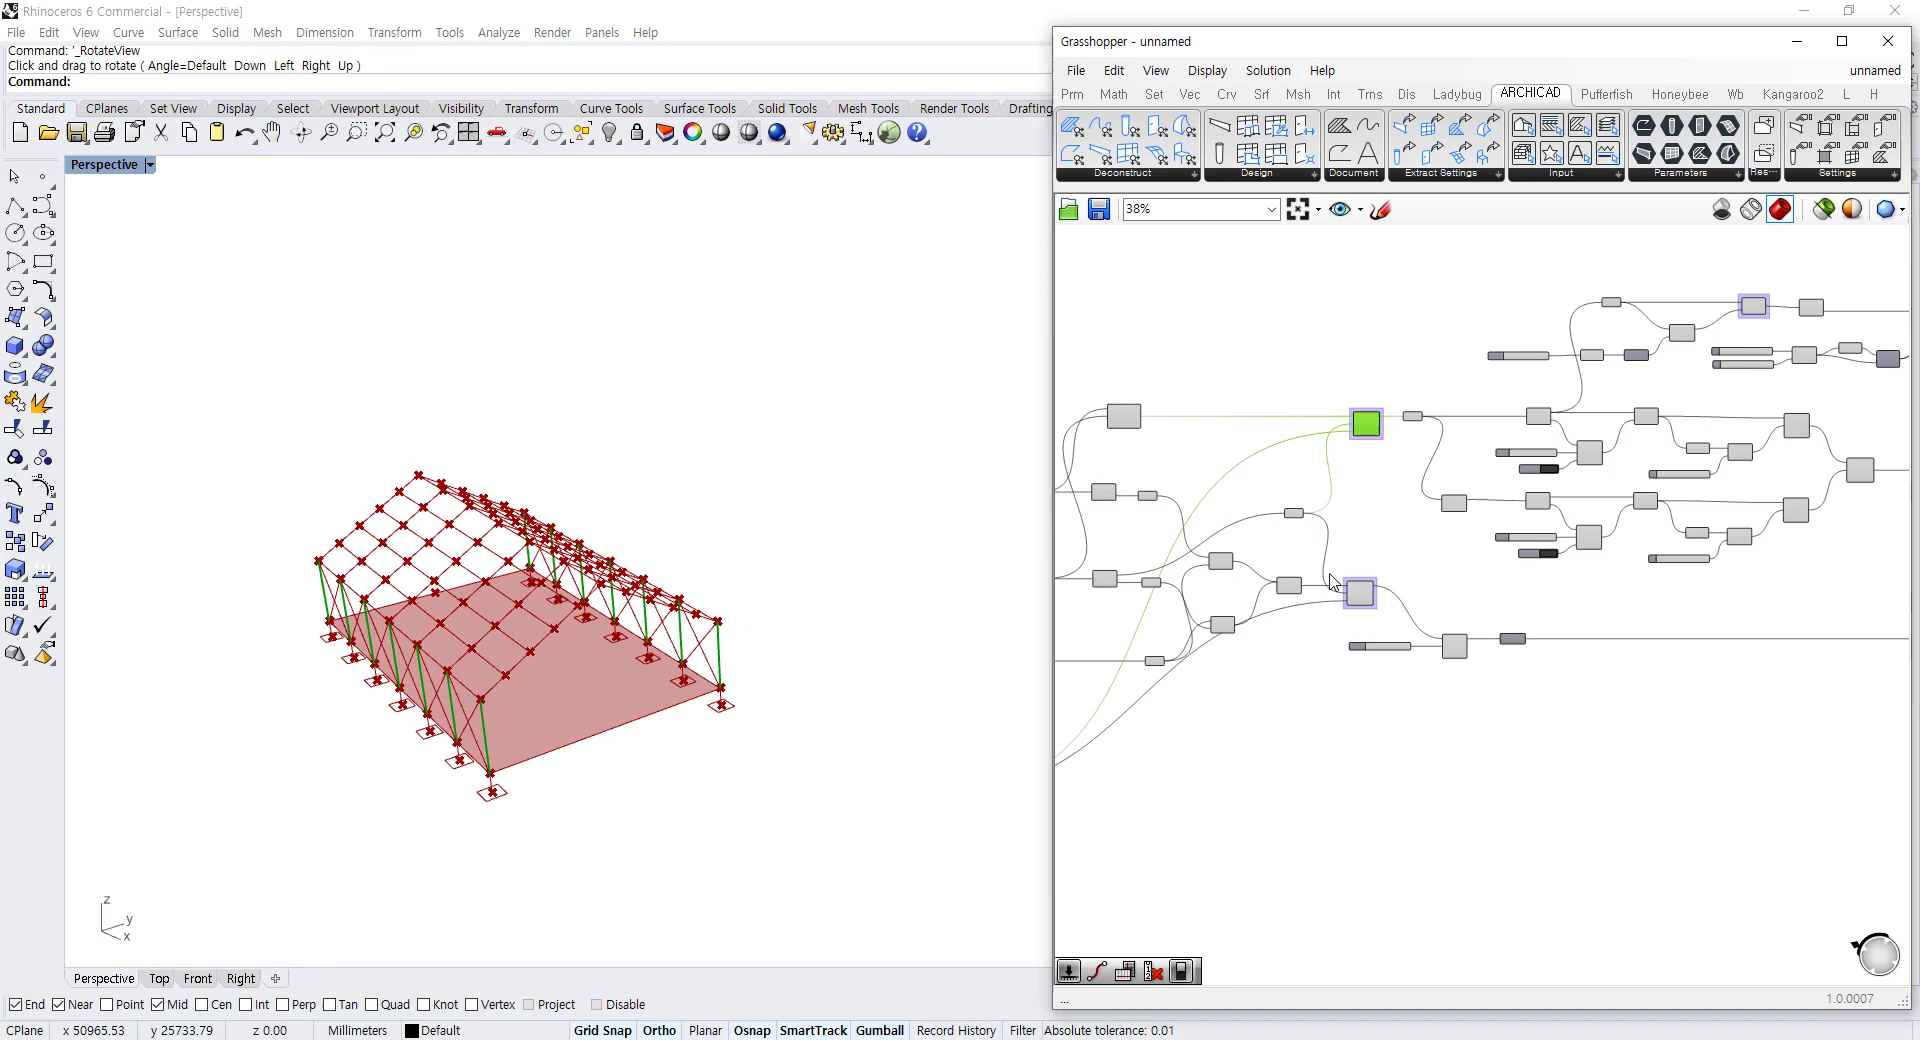 Rhinoceros 6 Commercial - [Perspective]
File Edit View Curve Surface Solid Mesh Dimension Transform Tools Analyze Render Panels Help
Command: '_RotateView
Click and drag to rotate ( Angle=Default Down Left Right Up )
Command:
Standard CPlanes Set View Display Select Viewport Layout Visibility Transform Curve Tools Surface Tools Solid Tools Mesh Tools Render Tools Drafting
Perspective
z
y
x
Perspective Top Front Right
End Near Point Mid Cen Int Perp Tan Quad Knot Vertex Project Disable
CPlane x 50965.53 y 25733.79 z 0.00 Millimeters Default Grid Snap Ortho Planar Osnap SmartTrack Gumball Record History Filter Absolute tolerance: 0.01
Grasshopper - unnamed
File Edit View Display Solution Help unnamed
Prm Math Set Vec Crv Srf Msh Int Trns Dis Ladybug ARCHICAD Pufferfish Honeybee Wb Kangaroo2 L H
Deconstruct Design Document Extract Settings Input Parameters Res··· Settings
38%
... 1.0.0007